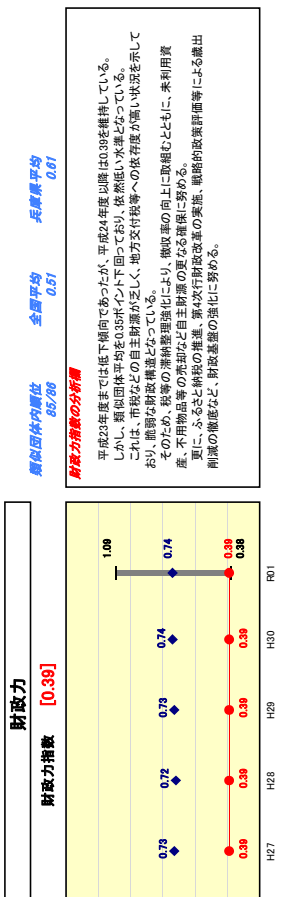 財政力
財政力指数 [0.39]
1.09
0.73 0.72 0.73 0.74 0.74
0.39 0.39 0.39 0.39 0.39
0.38
H27 H28 H29 H30 R01
類似団体内順位 全国平均 兵庫県平均
85/86 0.51 0.61
財政力指数の分析欄
平成23年度までは低下傾向であったが、平成24年度以降は0.39を維持している。
しかし、類似団体平均を0.35ポイント下回っており、依然低い水準となっている。
これは、市税などの自主財源が乏しく、地方交付税等への依存度が高い状況を示して
おり、脆弱な財政構造となっている。
そのため、税等の滞納整理強化により、徴収率の向上に取組むとともに、未利用資
産、不用物品等の売却など自主財源の更なる確保に努める。
更に、ふるさと納税の推進、第4次行財政改革の実施、戦略的政策評価等による歳出
削減の徹底など、財政基盤の強化に努める。